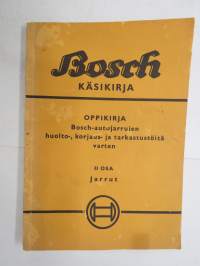 Bosch
KÄSIKIRJA
OPPIKIRJA
Bosch-autojarrujen
huolto-, korjaus- ja tarkastustöitä
varten
II OSA
Jarrut